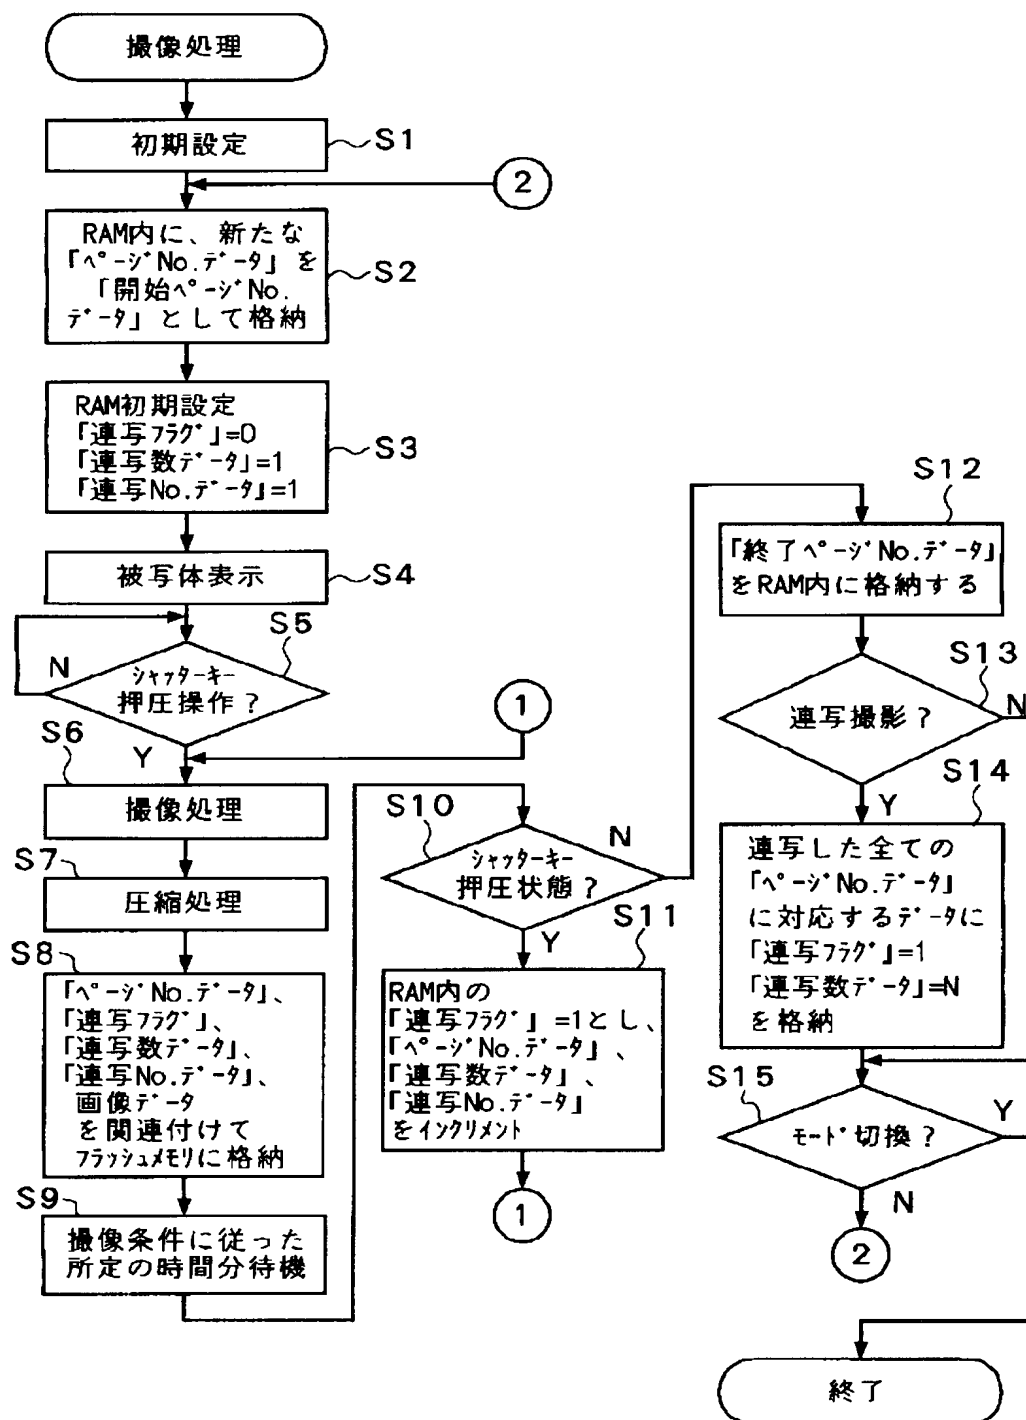 撮像処理
初期設定
S1
2
RAM内に、新たな
「ﾍﾟｰｼﾞNo.ﾃﾞｰﾀ」を
「開始ﾍﾟｰｼﾞNo.
ﾃﾞｰﾀ」として格納
S2
RAM初期設定
「連写ﾌﾗｸﾞ」=0
「連写数ﾃﾞｰﾀ」=1
「連写No.ﾃﾞｰﾀ」=1
S3
被写体表示
S4
S5
ｼｬｯﾀｰｷｰ
押圧操作？
N
Y
1
S6
撮像処理
S7
圧縮処理
S8
「ﾍﾟｰｼﾞNo.ﾃﾞｰﾀ」、
「連写ﾌﾗｸﾞ」、
「連写数ﾃﾞｰﾀ」、
「連写No.ﾃﾞｰﾀ」、
画像ﾃﾞｰﾀ
を関連付けて
ﾌﾗｯｼｭﾒﾓﾘに格納
S9
撮像条件に従った
所定の時間分待機
S10
ｼｬｯﾀｰｷｰ
押圧状態？
N
Y
S11
RAM内の
「連写ﾌﾗｸﾞ」=1とし、
「ﾍﾟｰｼﾞNo.ﾃﾞｰﾀ」、
「連写数ﾃﾞｰﾀ」、
「連写No.ﾃﾞｰﾀ」
をｲﾝｸﾘﾒﾝﾄ
1
S12
「終了ﾍﾟｰｼﾞNo.ﾃﾞｰﾀ」
をRAM内に格納する
S13
連写撮影？
N
Y
S14
連写した全ての
「ﾍﾟｰｼﾞNo.ﾃﾞｰﾀ」
に対応するﾃﾞｰﾀに
「連写ﾌﾗｸﾞ」=1
「連写数ﾃﾞｰﾀ」=N
を格納
S15
ﾓｰﾄﾞ切換？
Y
N
2
終了